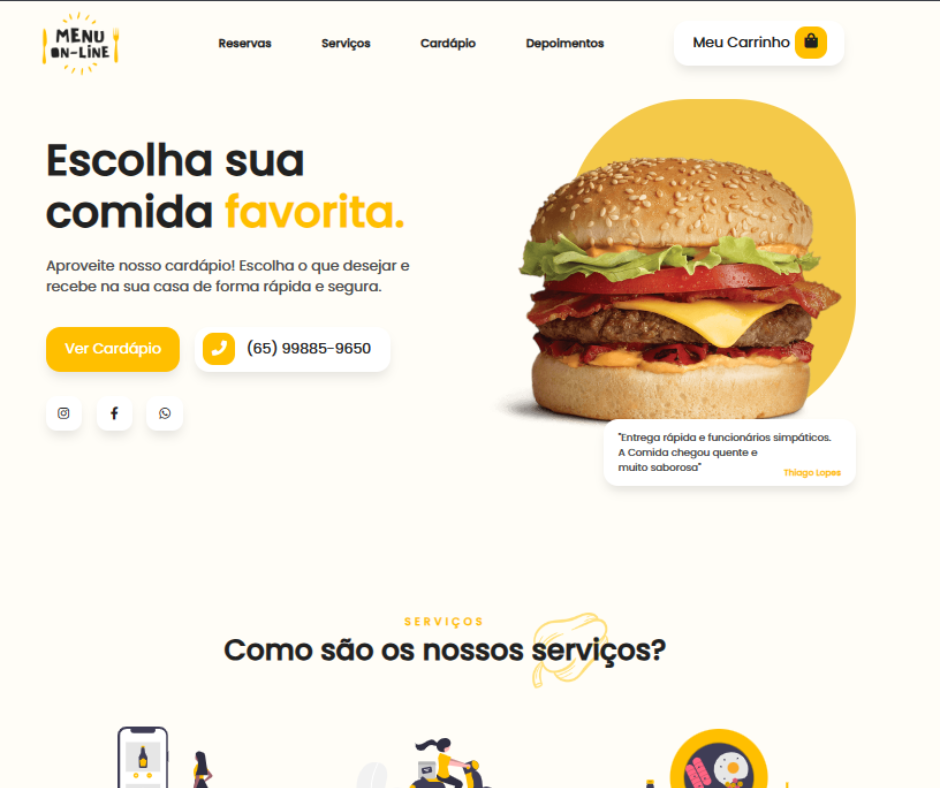 MENU
ON-LINE
Reservas
Serviços
Cardápio
Depoimentos
Meu Carrinho
Escolha sua
comida favorita.
Aproveite nosso cardápio! Escolha o que desejar e
recebe na sua casa de forma rápida e segura.
Ver Cardápio
(65) 99885-9650
"Entrega rápida e funcionários simpáticos.
A Comida chegou quente e
muito saborosa"
Thiago Lopes
SERVIÇOS
Como são os nossos serviços?